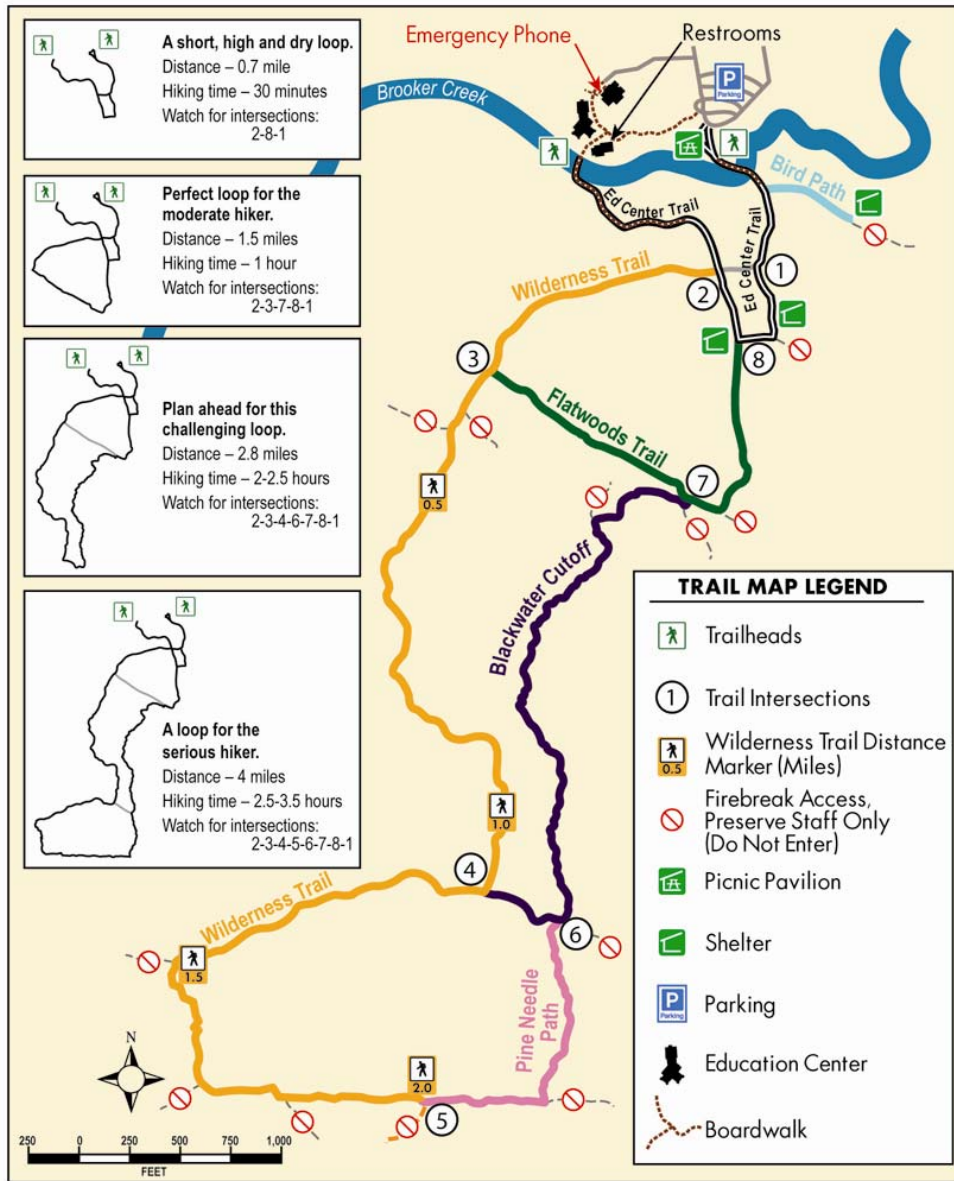 A short, high and dry loop.
Distance – 0.7 mile
Hiking time – 30 minutes
Watch for intersections:
2-8-1
Perfect loop for the
moderate hiker.
Distance – 1.5 miles
Hiking time – 1 hour
Watch for intersections:
2-3-7-8-1
Plan ahead for this
challenging loop.
Distance – 2.8 miles
Hiking time – 2-2.5 hours
Watch for intersections:
2-3-4-6-7-8-1
A loop for the
serious hiker.
Distance – 4 miles
Hiking time – 2.5-3.5 hours
Watch for intersections:
2-3-4-5-6-7-8-1
Emergency Phone
Restrooms
P
Parking
Brooker Creek
Bird Path
Ed Center Trail
Ed Center Trail
Wilderness Trail
1
2
8
3
Flatwoods Trail
0.5
7
Blackwater Cutoff
1.0
4
Wilderness Trail
6
1.5
Pine Needle
Path
N
2.0
5
250 0 250 500 750 1,000
FEET
TRAIL MAP LEGEND
Trailheads
1 Trail Intersections
0.5 Wilderness Trail Distance
Marker (Miles)
Firebreak Access,
Preserve Staff Only
(Do Not Enter)
Picnic Pavilion
Shelter
P Parking Parking
Education Center
Boardwalk